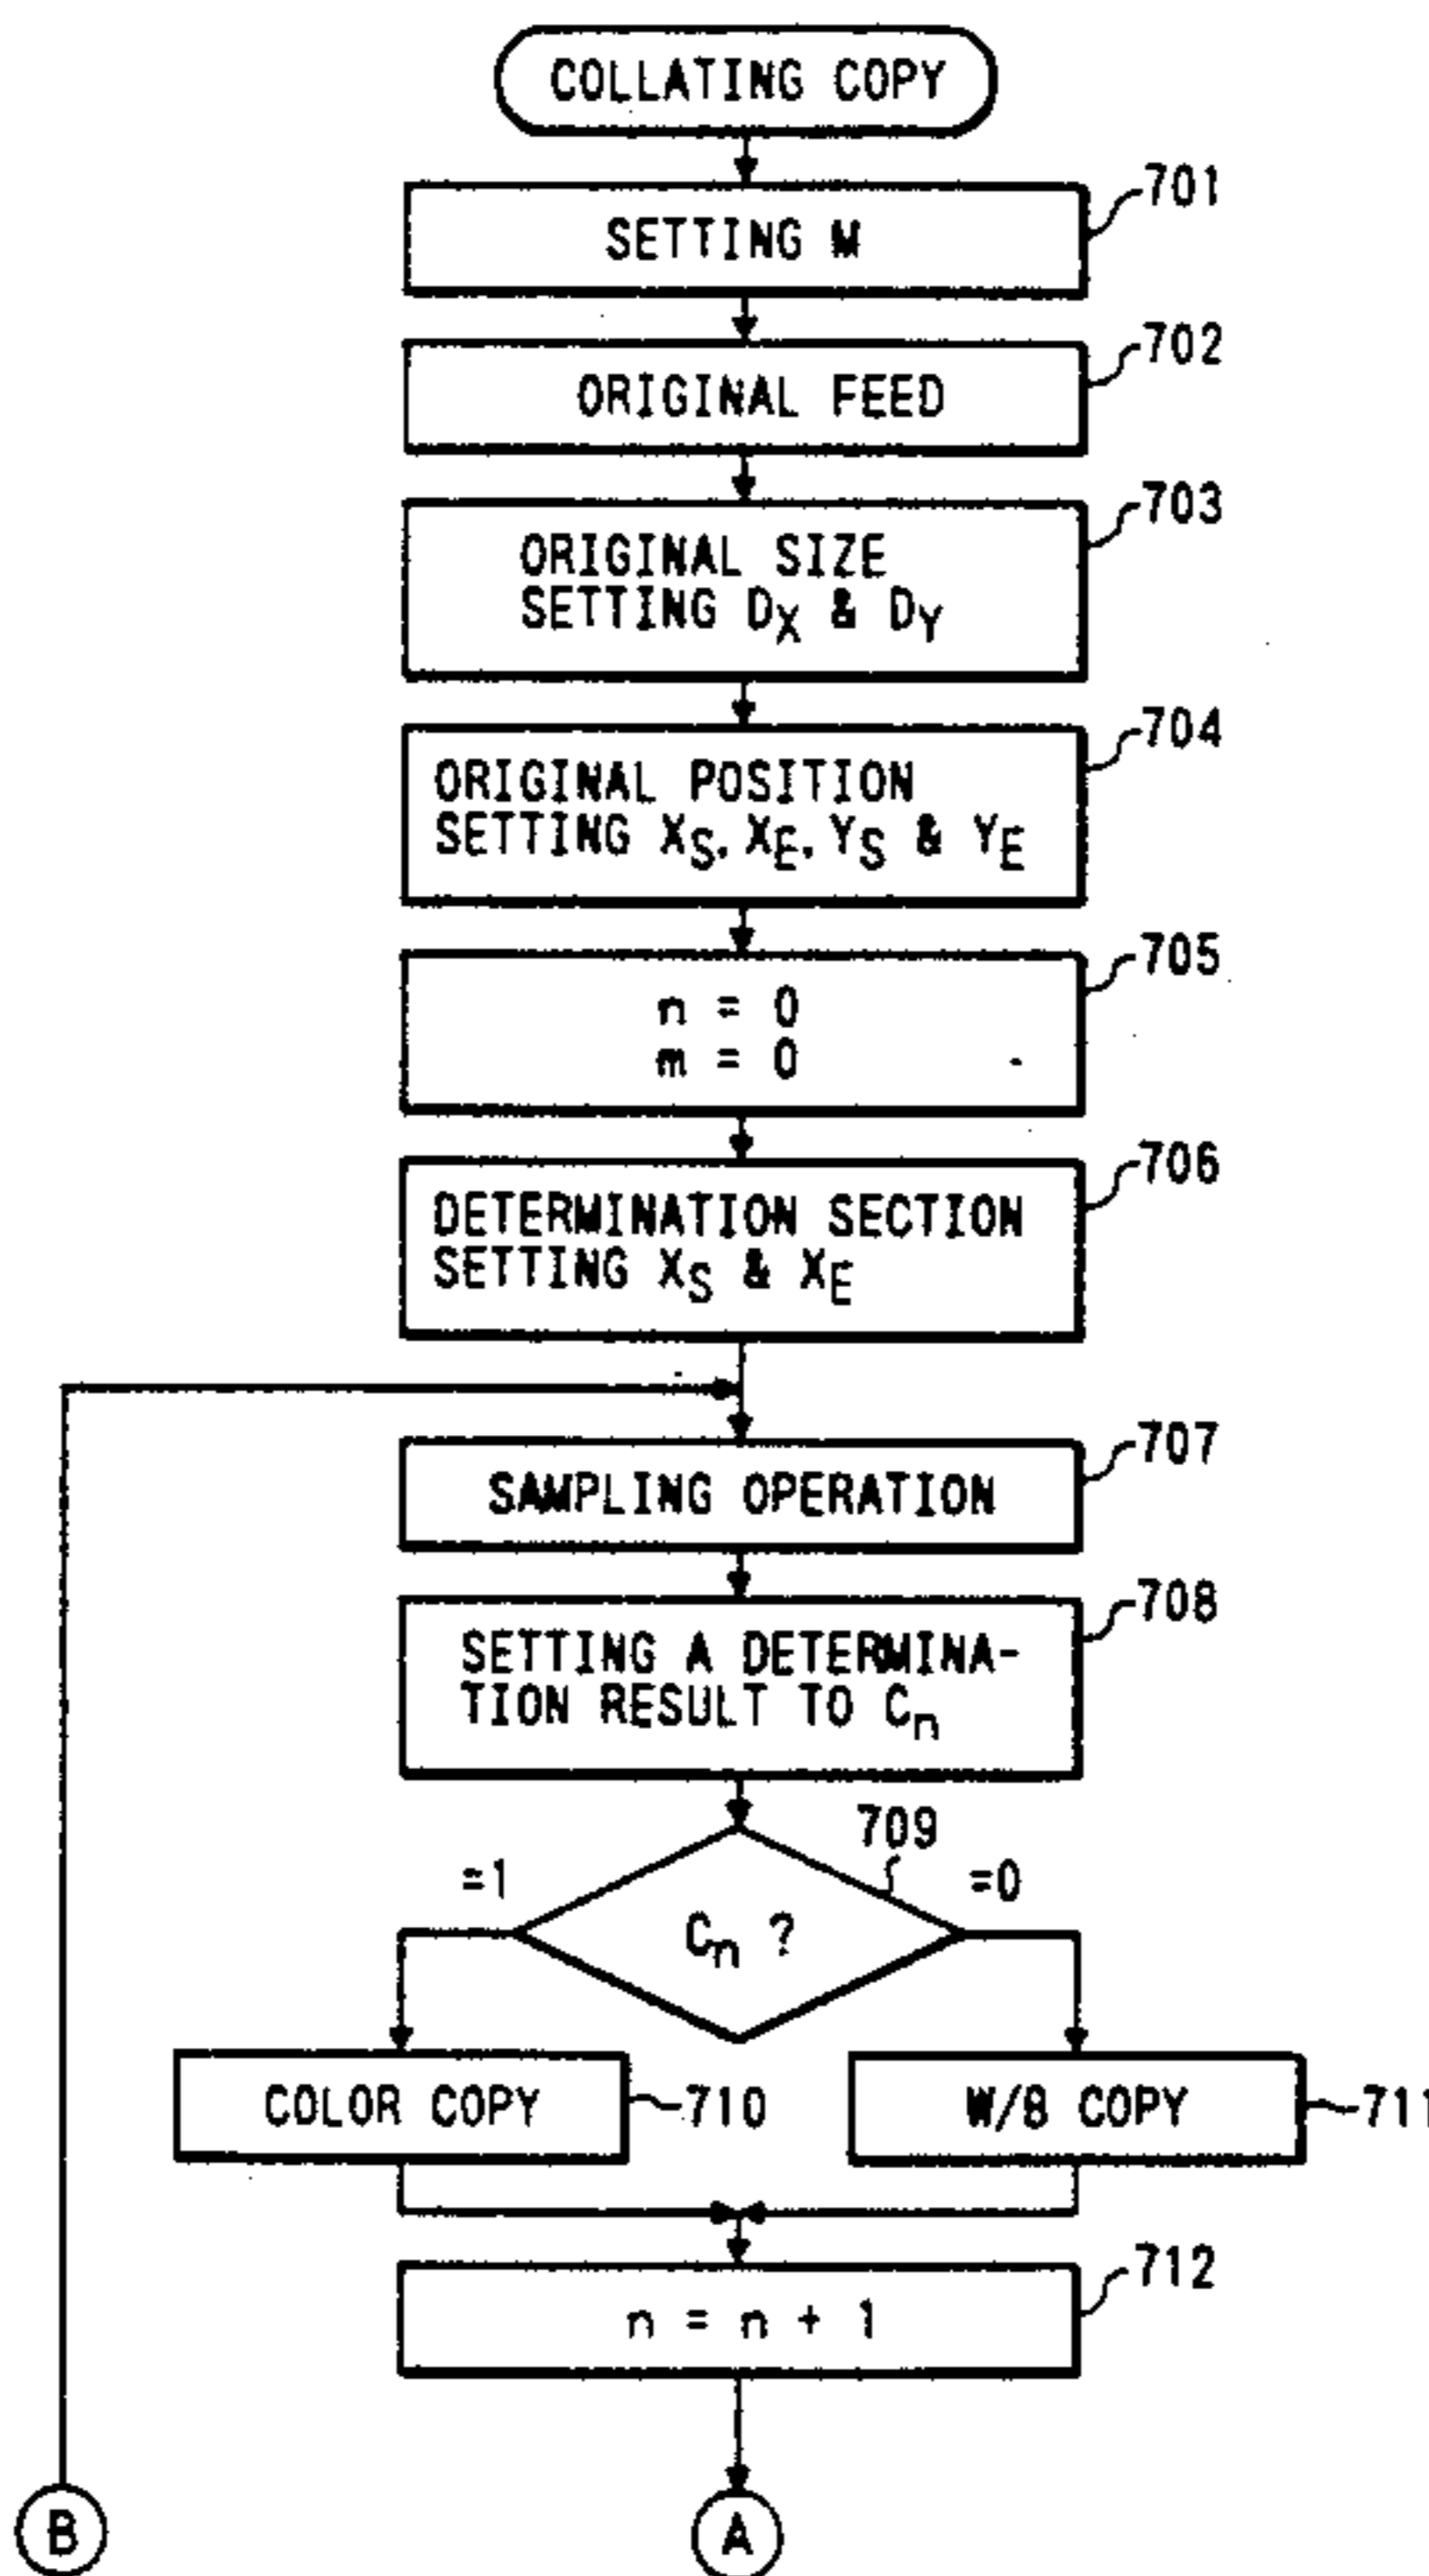 COLLATING COPY
701
SETTING M
702
ORIGINAL FEED
703
ORIGINAL SIZE
SETTING DX & DY
704
ORIGINAL POSITION
SETTING XS, XE, YS & YE
705
n = 0
m = 0
706
DETERMINATION SECTION
SETTING XS & XE
707
SAMPLING OPERATION
708
SETTING A DETERMINA-
TION RESULT TO Cn
709
=1
=0
Cn ?
COLOR COPY
710
W/B COPY
711
712
n = n + 1
B
A